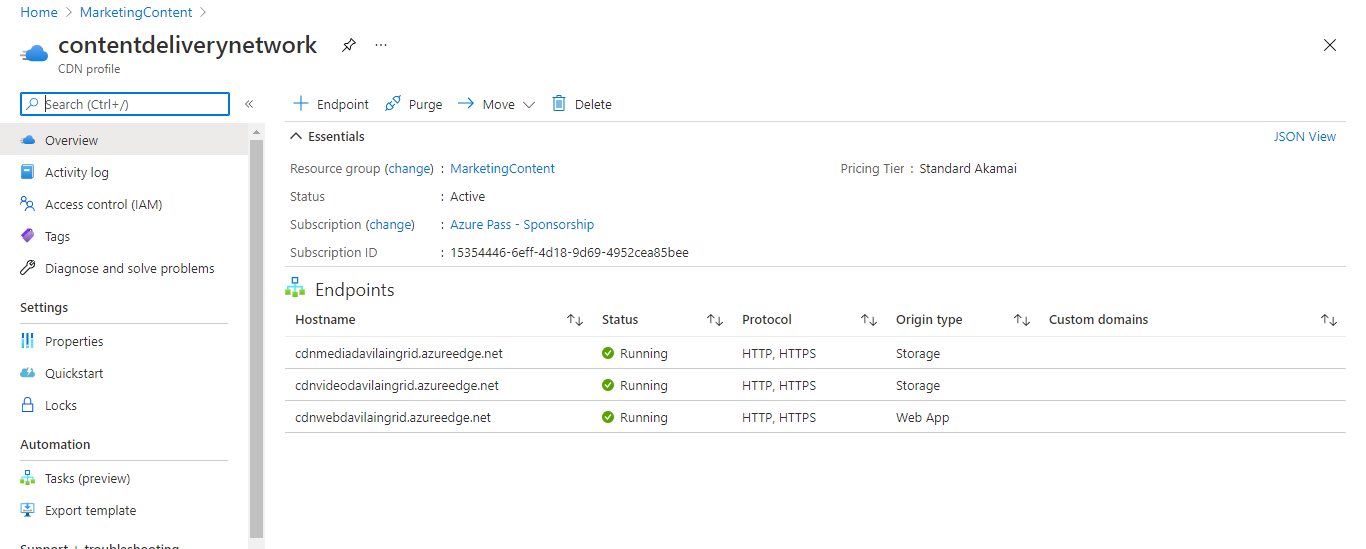 Home > MarketingContent >
contentdeliverynetwork
CDN profile
Search (Ctrl+/)
Overview
Activity log
Access control (IAM)
Tags
Diagnose and solve problems
Settings
Properties
Quickstart
Locks
Automation
Tasks (preview)
Export template
Support + troubleshooting
Endpoint Purge Move Delete
Essentials JSON View
Resource group (change) : MarketingContent Pricing Tier : Standard Akamai
Status : Active
Subscription (change) : Azure Pass - Sponsorship
Subscription ID : 15354446-6eff-4d18-9d69-4952cea85bee
Endpoints
Hostname Status Protocol Origin type Custom domains
cdnmediadavilaingrid.azureedge.net Running HTTP, HTTPS Storage
cdnvideodavilaingrid.azureedge.net Running HTTP, HTTPS Storage
cdnwebdavilaingrid.azureedge.net Running HTTP, HTTPS Web App